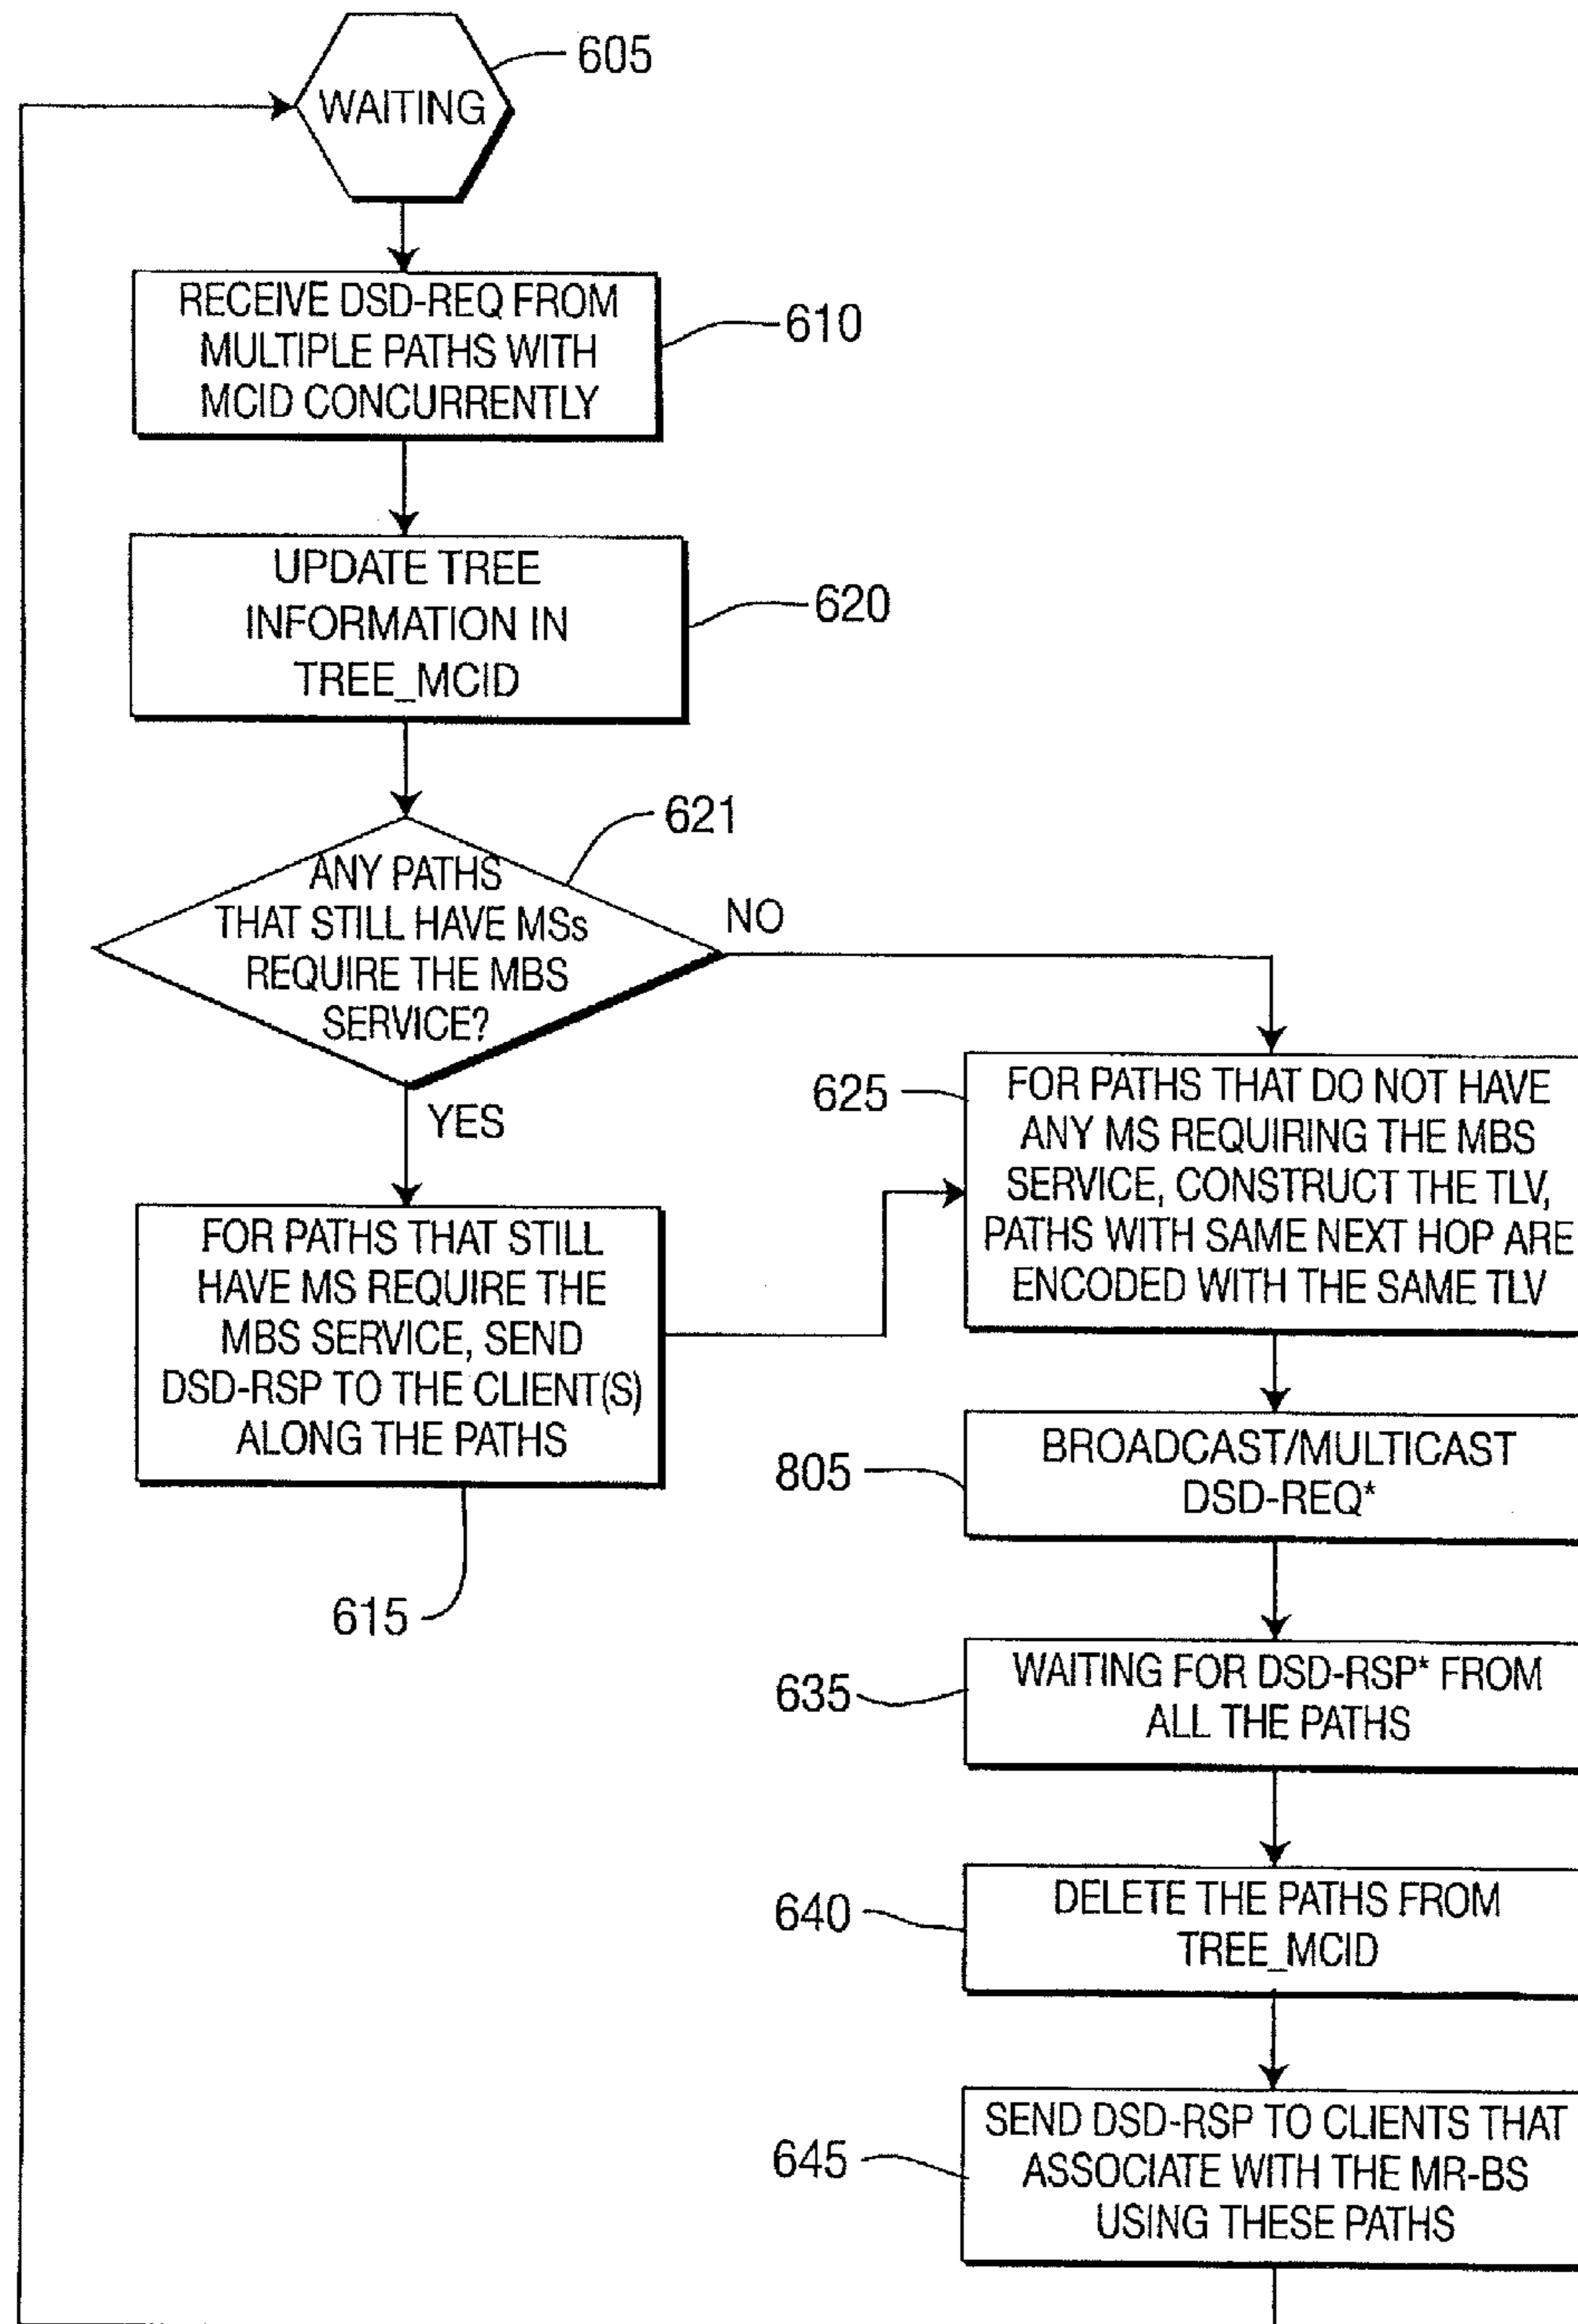 WAITING
605
RECEIVE DSD-REQ FROM
MULTIPLE PATHS WITH
MCID CONCURRENTLY
610
UPDATE TREE
INFORMATION IN
TREE_MCID
620
ANY PATHS
THAT STILL HAVE MSs
REQUIRE THE MBS
SERVICE?
621
NO
YES
FOR PATHS THAT STILL
HAVE MS REQUIRE THE
MBS SERVICE, SEND
DSD-RSP TO THE CLIENT(S)
ALONG THE PATHS
615
625
FOR PATHS THAT DO NOT HAVE
ANY MS REQUIRING THE MBS
SERVICE, CONSTRUCT THE TLV,
PATHS WITH SAME NEXT HOP ARE
ENCODED WITH THE SAME TLV
805
BROADCAST/MULTICAST
DSD-REQ*
635
WAITING FOR DSD-RSP* FROM
ALL THE PATHS
640
DELETE THE PATHS FROM
TREE_MCID
645
SEND DSD-RSP TO CLIENTS THAT
ASSOCIATE WITH THE MR-BS
USING THESE PATHS